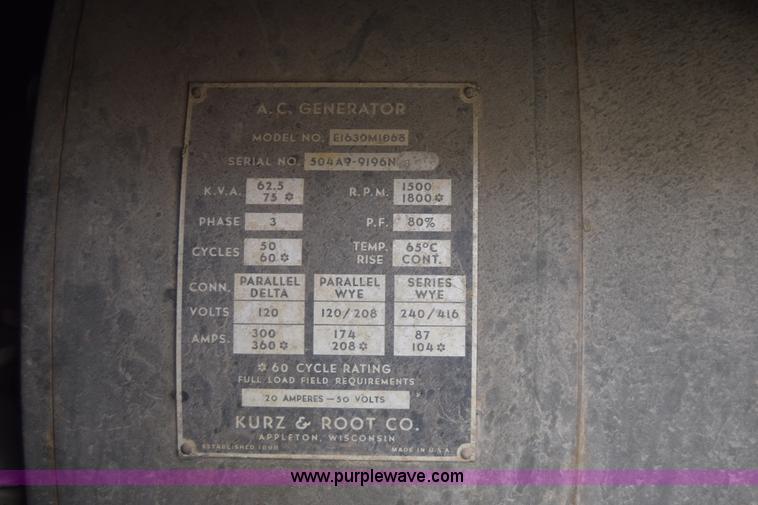 A.C. GENERATOR
MODEL NO. E1630M1068
SERIAL NO. 504A9-9196N
K.V.A. 62.5 75✡ R.P.M. 1500 1800✡
PHASE 3 P.F. 80%
CYCLES 50 60✡ TEMP. RISE 65°C CONT.
CONN. PARALLEL DELTA PARALLEL WYE SERIES WYE
VOLTS 120 120/208 240/416
AMPS. 300 360✡ 174 208✡ 87 104✡
✡ 60 CYCLE RATING
FULL LOAD FIELD REQUIREMENTS
20 AMPERES—50 VOLTS
KURZ & ROOT CO.
APPLETON, WISCONSIN
ESTABLISHED MADE IN U.S.A.
www.purplewave.com